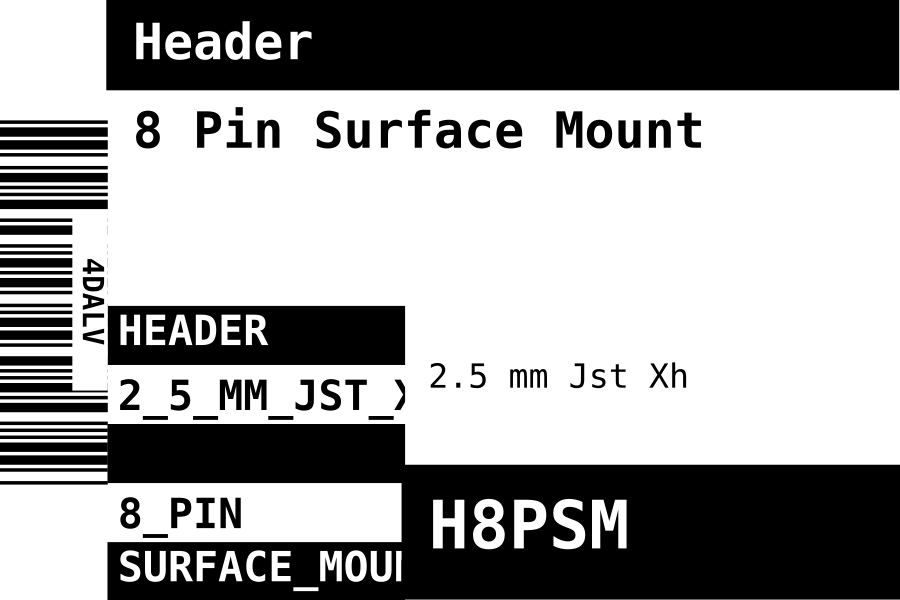 Header
8 Pin Surface Mount
4DALV
HEADER
2_5_MM_JST_X
2.5 mm Jst Xh
8_PIN
SURFACE_MOU
H8PSM